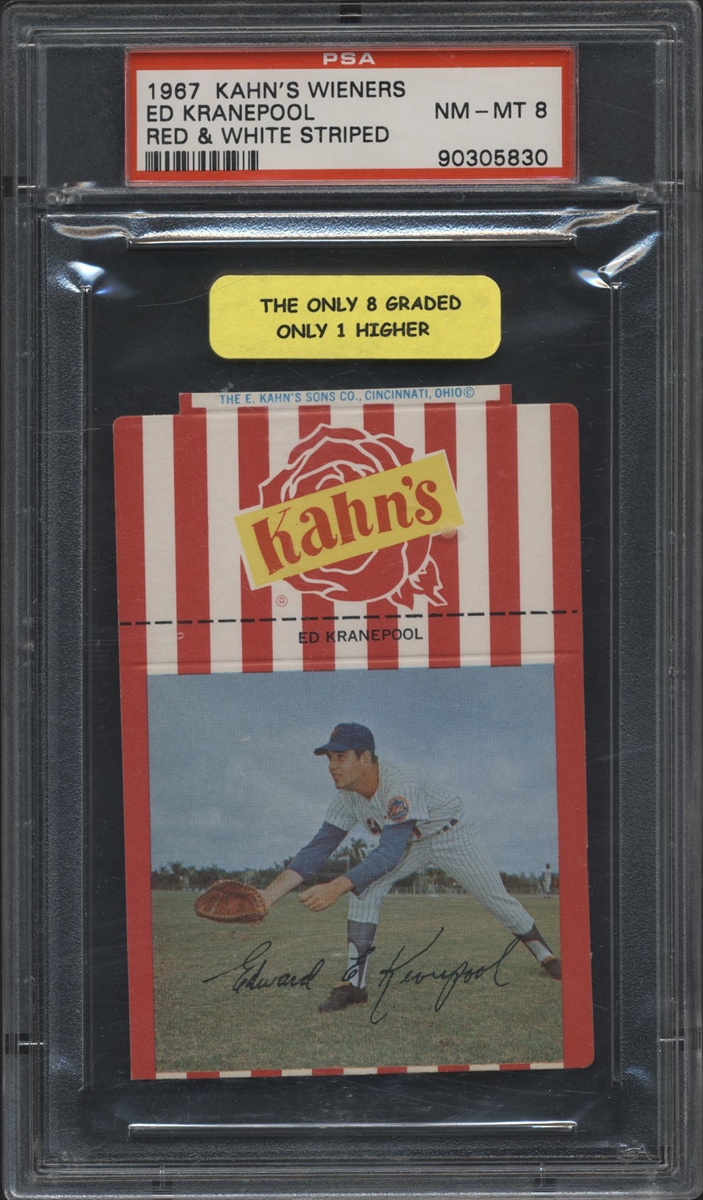 PSA
1967 KAHN'S WIENERS
ED KRANEPOOL NM - MT 8
RED & WHITE STRIPED
90305830
THE ONLY 8 GRADED
ONLY 1 HIGHER
THE E. KAHN'S SONS CO., CINCINNATI, OHIO©
Kahn's
®
ED KRANEPOOL
Edward E Kranepool